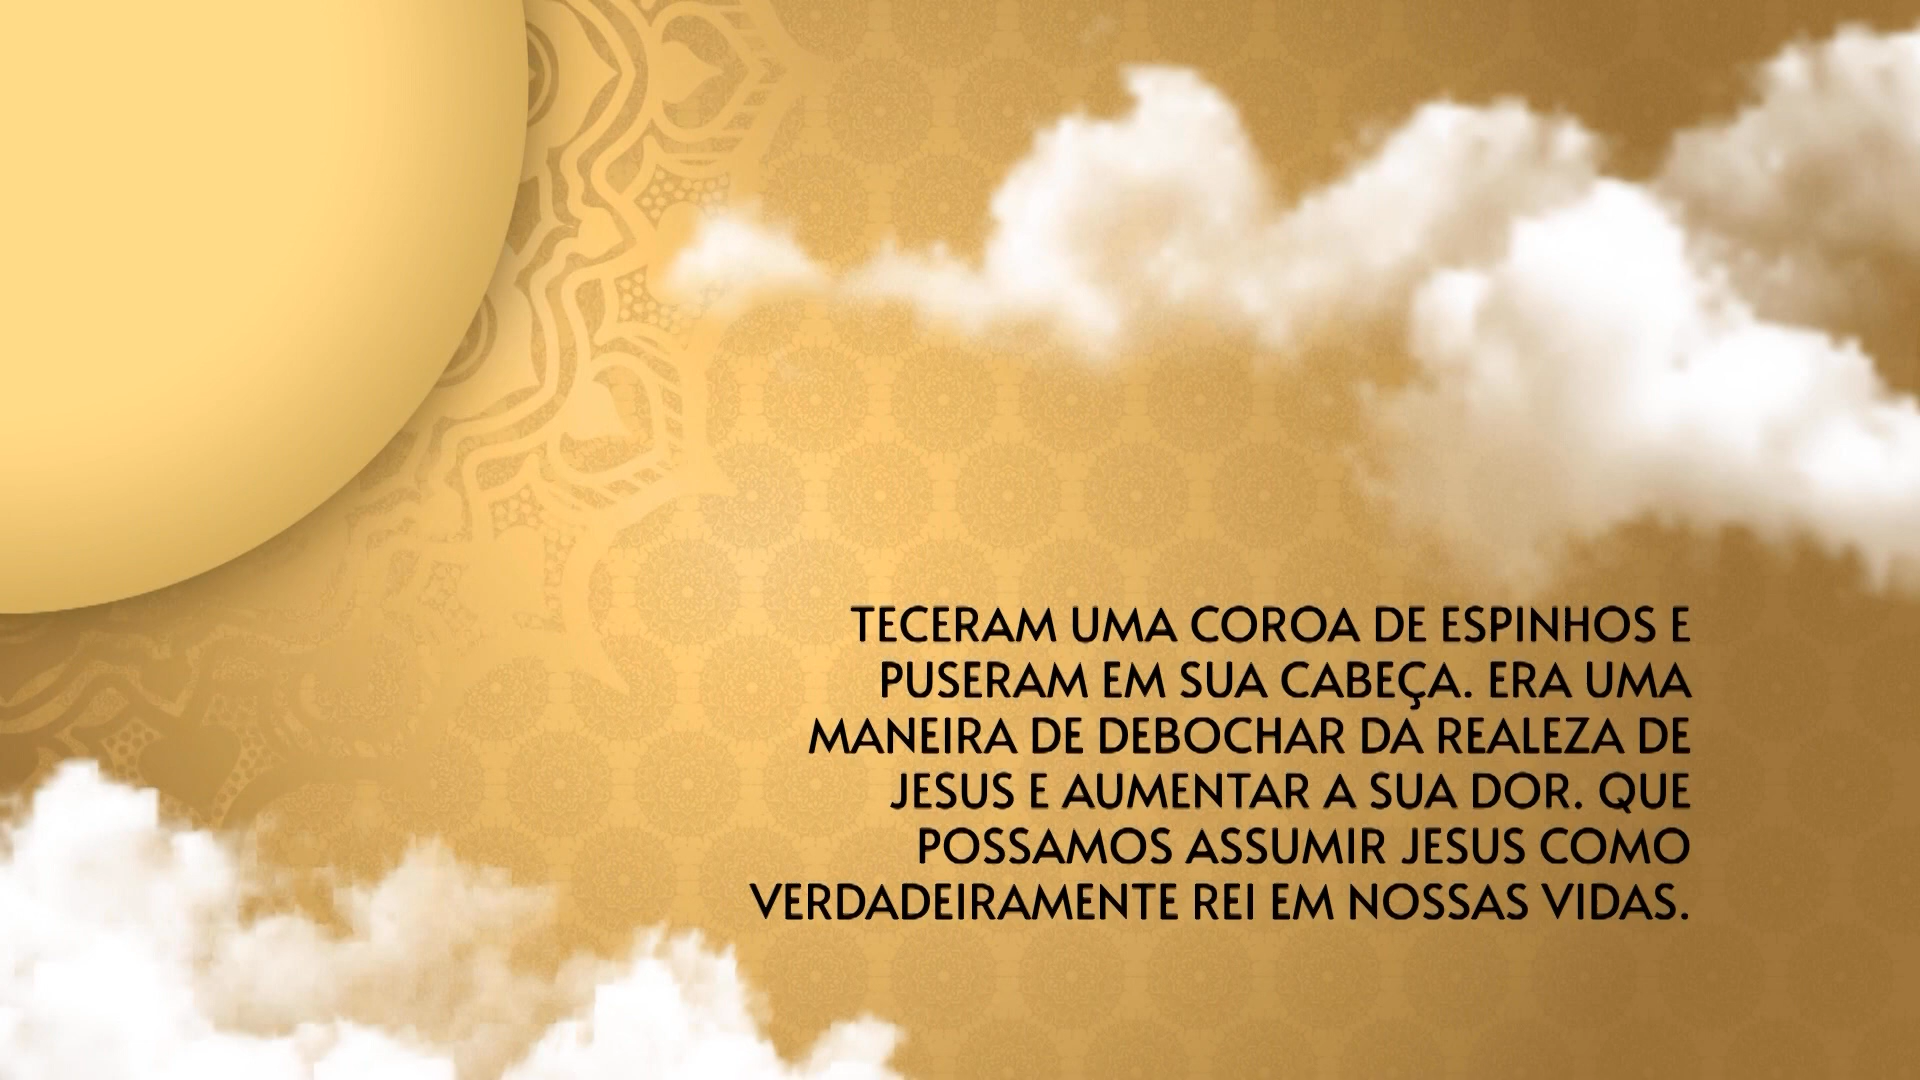 TECERAM UMA COROA DE ESPINHOS E
PUSERAM EM SUA CABEÇA. ERA UMA
MANEIRA DE DEBOCHAR DA REALEZA DE
JESUS E AUMENTAR A SUA DOR. QUE
POSSAMOS ASSUMIR JESUS COMO
VERDADEIRAMENTE REI EM NOSSAS VIDAS.